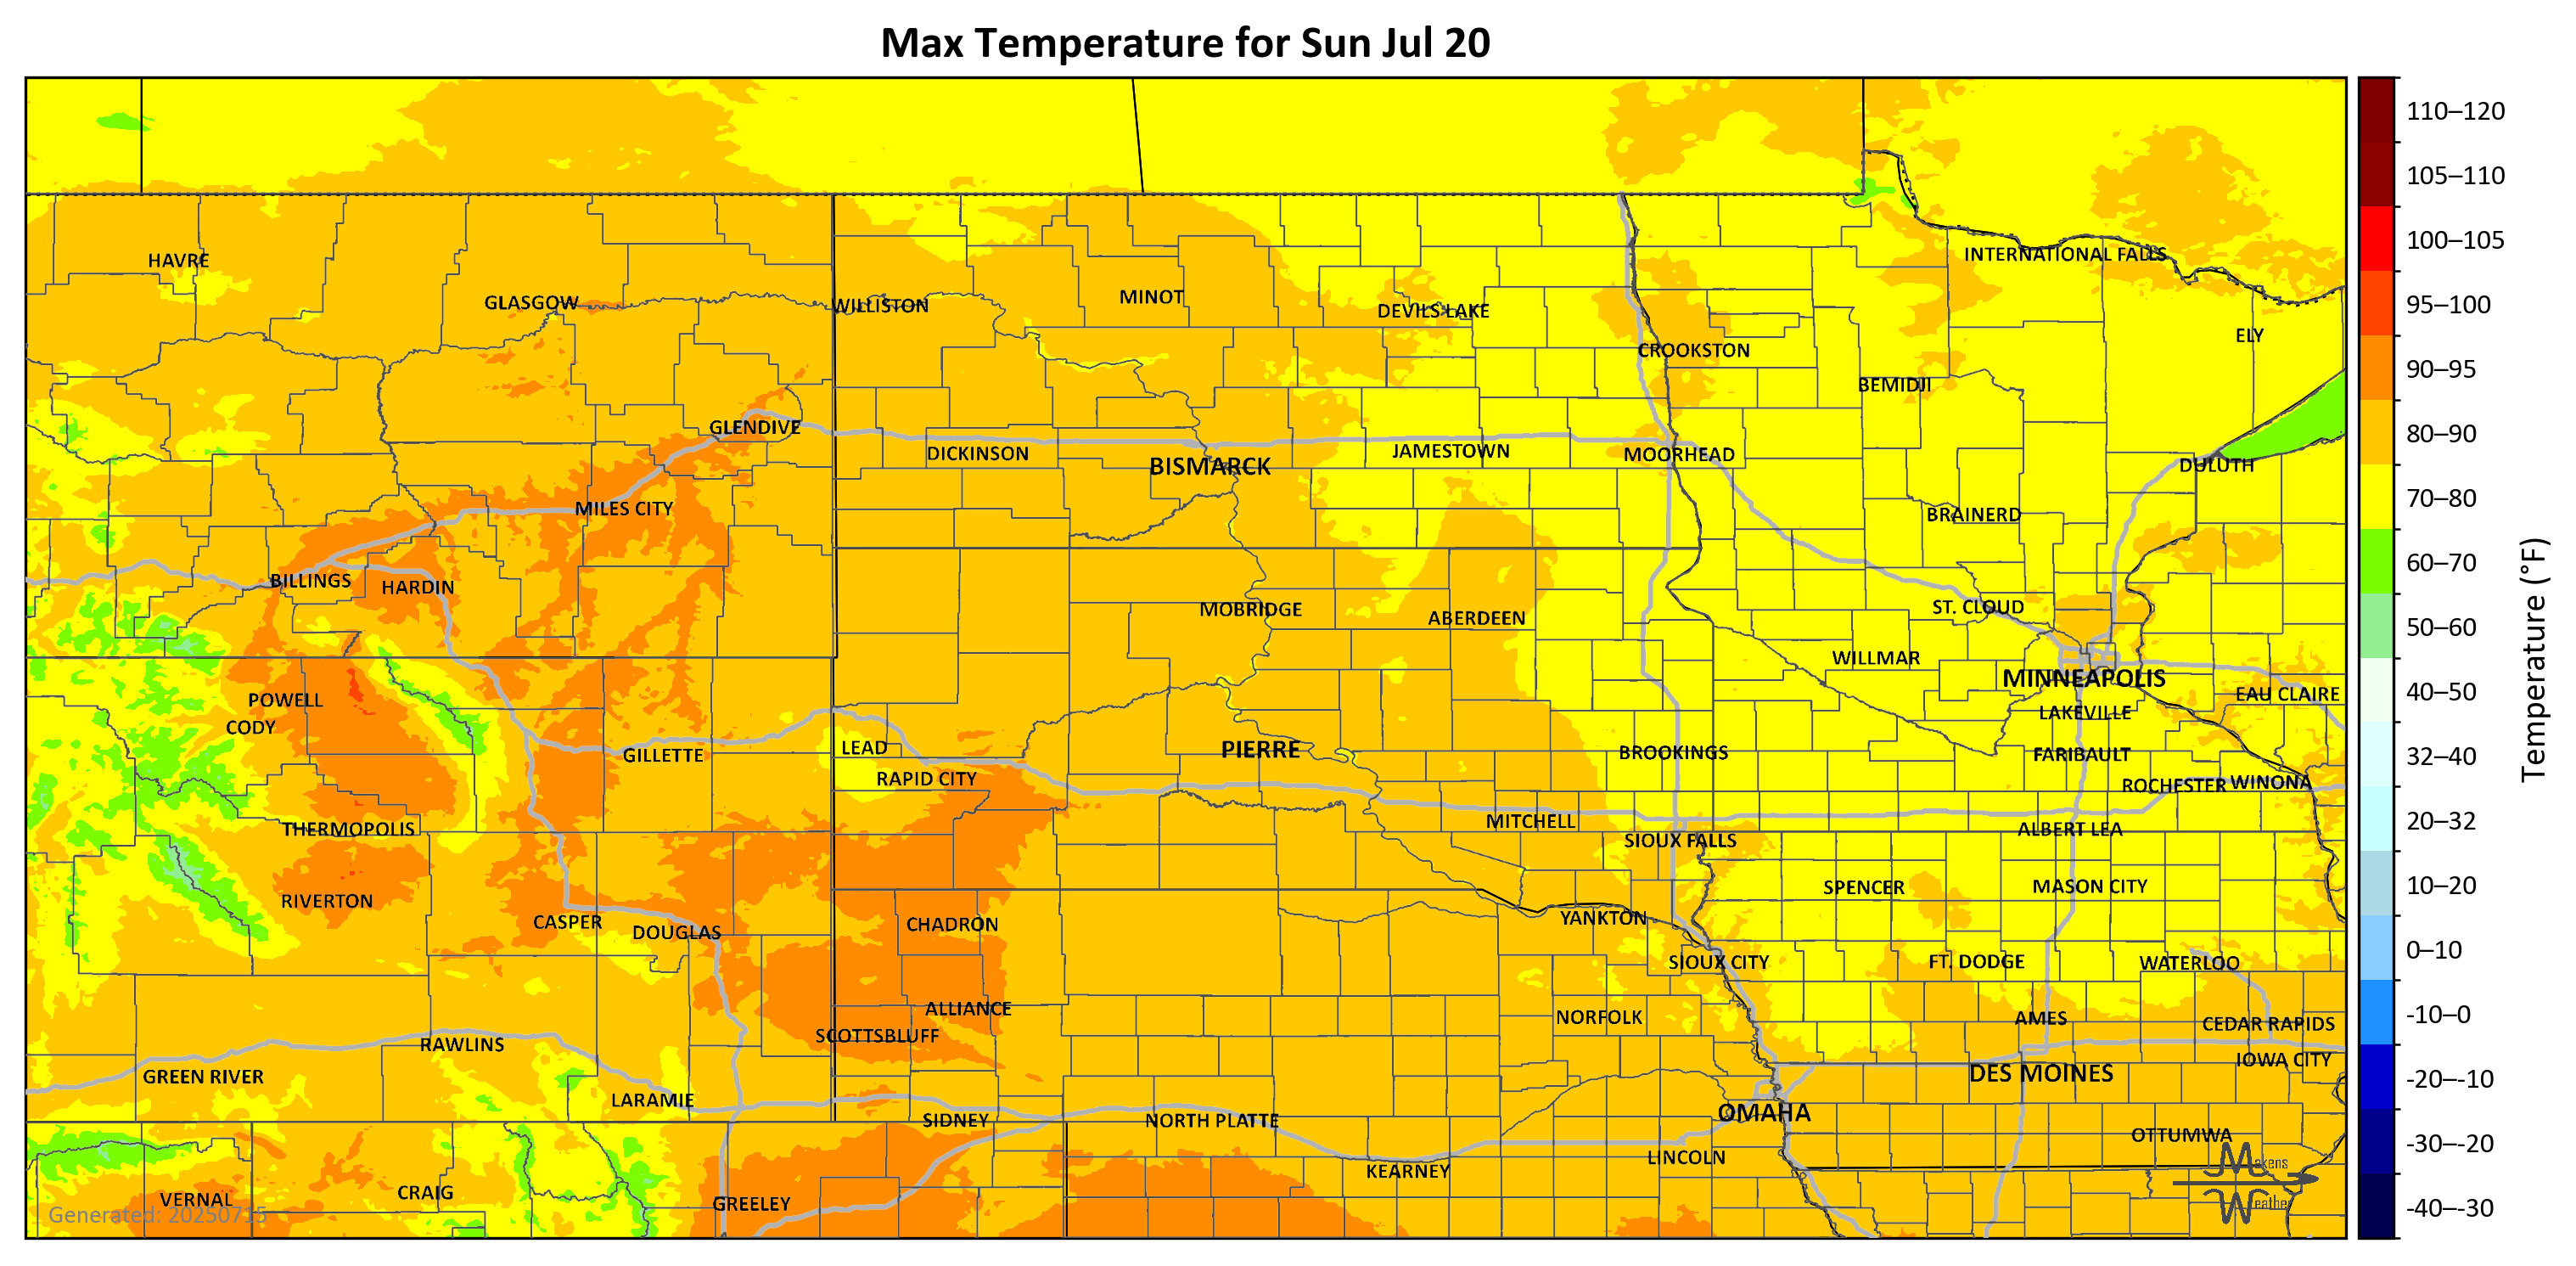 Max Temperature for Sun Jul 20
110–120
105–110
100–105
95–100
90–95
80–90
70–80
60–70
50–60
40–50
32–40
20–32
10–20
0–10
-10–0
-20–-10
-30–-20
-40–-30
Temperature (°F)
HAVRE
GLASGOW
WILLISTON
MINOT
DEVILS LAKE
INTERNATIONAL FALLS
ELY
CROOKSTON
BEMIDJI
GLENDIVE
DICKINSON
BISMARCK
JAMESTOWN
MOORHEAD
DULUTH
MILES CITY
BRAINERD
BILLINGS
HARDIN
MOBRIDGE
ABERDEEN
ST. CLOUD
WILLMAR
MINNEAPOLIS
POWELL
EAU CLAIRE
CODY
LAKEVILLE
GILLETTE
LEAD
PIERRE
BROOKINGS
FARIBAULT
RAPID CITY
ROCHESTER
WINONA
THERMOPOLIS
MITCHELL
SIOUX FALLS
ALBERT LEA
RIVERTON
SPENCER
MASON CITY
CASPER
DOUGLAS
CHADRON
YANKTON
SIOUX CITY
FT. DODGE
WATERLOO
ALLIANCE
NORFOLK
AMES
CEDAR RAPIDS
SCOTTSBLUFF
RAWLINS
IOWA CITY
GREEN RIVER
DES MOINES
LARAMIE
SIDNEY
NORTH PLATTE
OMAHA
OTTUMWA
KEARNEY
LINCOLN
VERNAL
CRAIG
GREELEY
Generated: 20250715
Makens
Weather